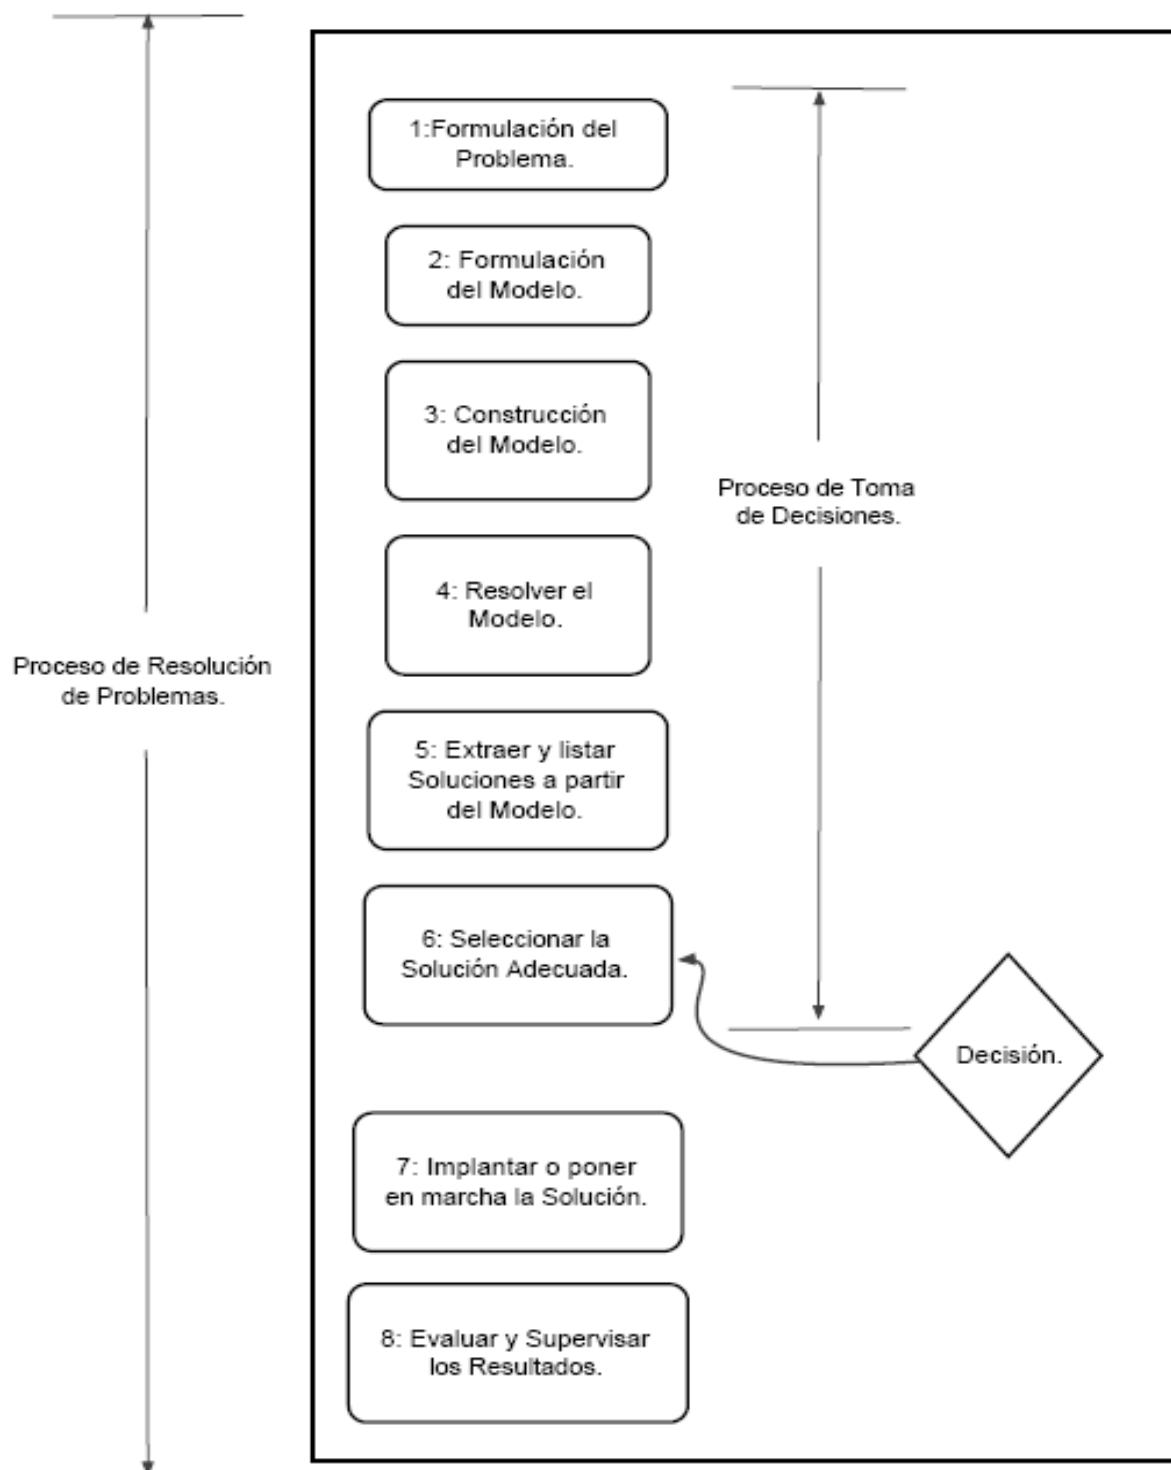 1:Formulación del
Problema.
2: Formulación
del Modelo.
3: Construcción
del Modelo.
Proceso de Toma
de Decisiones.
4: Resolver el
Modelo.
Proceso de Resolución
de Problemas.
5: Extraer y listar
Soluciones a partir
del Modelo.
6: Seleccionar la
Solución Adecuada.
Decisión.
7: Implantar o poner
en marcha la Solución.
8: Evaluar y Supervisar
los Resultados.